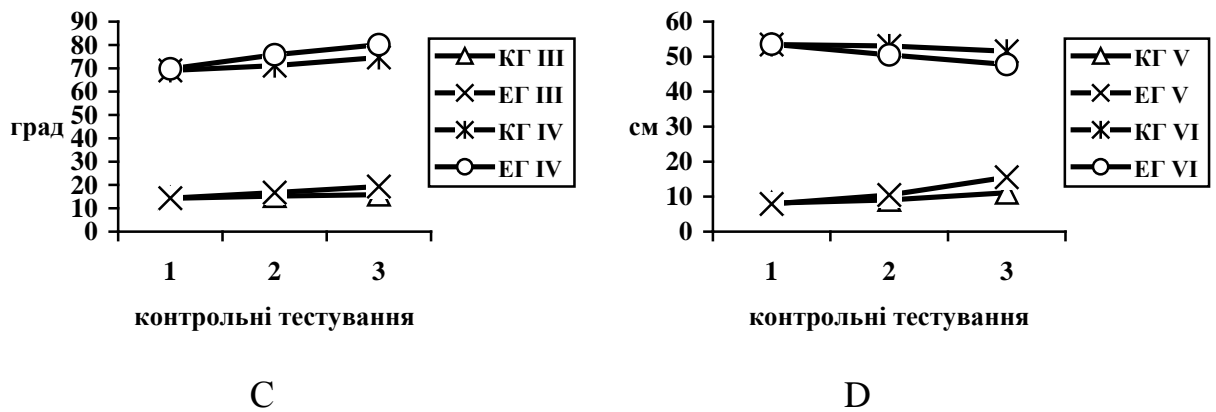 90
80
70
60
50
40
30
20
10
0
град
1 2 3
контрольні тестування
КГ III
ЕГ III
КГ IV
ЕГ IV
C
60
50
40
30
20
10
0
см
1 2 3
контрольні тестування
КГ V
ЕГ V
КГ VI
ЕГ VI
D